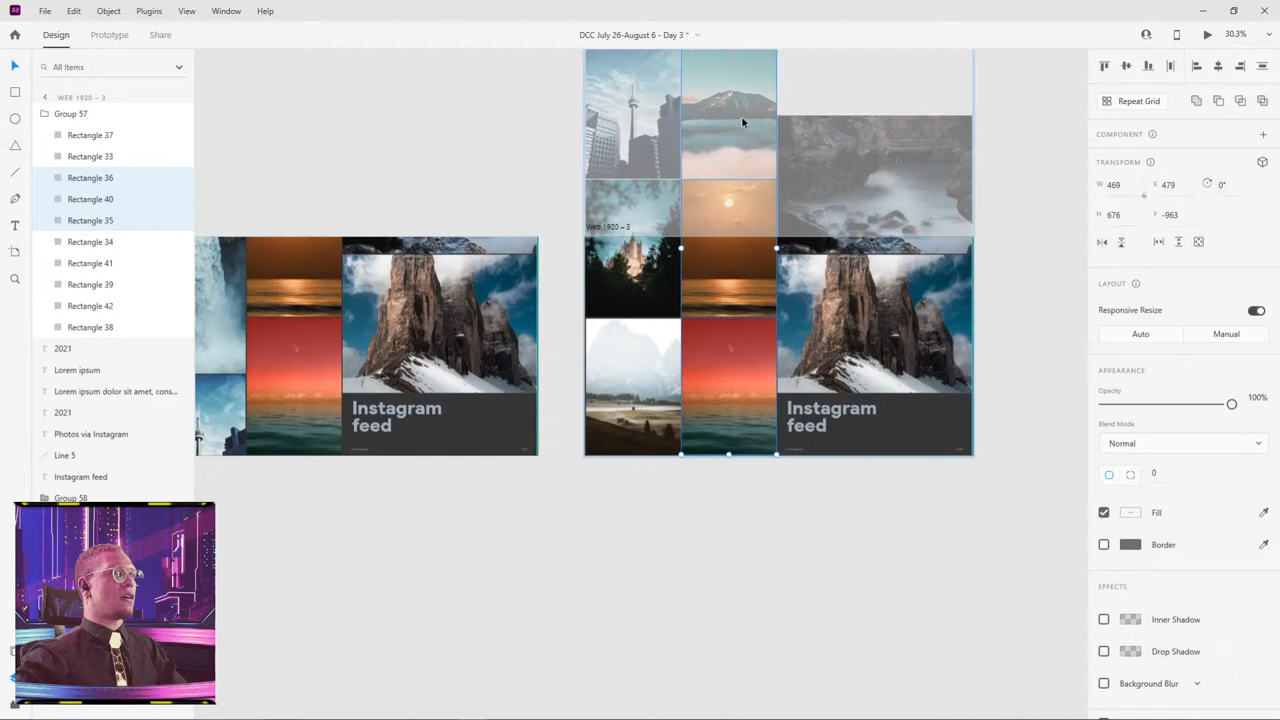 Xd File Edit Object Plugins View Window Help
Design Prototype Share
DCC July 26-August 6 - Day 3 *
30.3%
All Items
WEB 1920 – 3
Group 57
Rectangle 37
Rectangle 33
Rectangle 36
Rectangle 40
Rectangle 35
Rectangle 34
Rectangle 41
Rectangle 39
Rectangle 42
Rectangle 38
2021
Lorem ipsum
Lorem ipsum dolor sit amet, cons...
2021
Photos via Instagram
Line 5
Instagram feed
Group 58
Web 1920 – 3
Instagram
feed
Instagram
feed
Repeat Grid
COMPONENT
TRANSFORM
W 469 X 479 0°
H 676 Y -963
LAYOUT
Responsive Resize
Auto Manual
APPEARANCE
Opacity
100%
Blend Mode
Normal
0
Fill
Border
EFFECTS
Inner Shadow
Drop Shadow
Background Blur